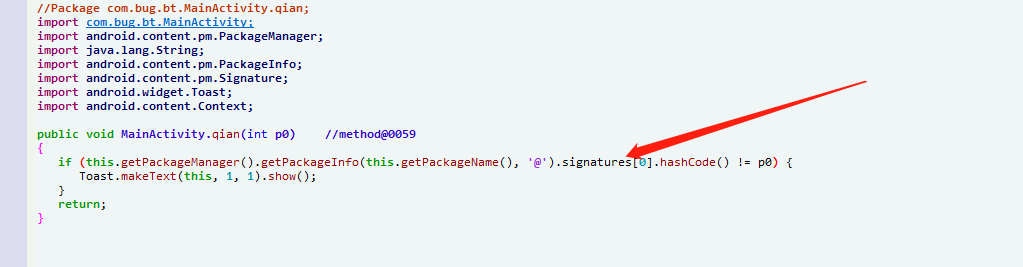 //Package com.bug.bt.MainActivity.qian;
import com.bug.bt.MainActivity;
import android.content.pm.PackageManager;
import java.lang.String;
import android.content.pm.PackageInfo;
import android.content.pm.Signature;
import android.widget.Toast;
import android.content.Context;
public void MainActivity.qian(int p0)    //method@0059
{
   if (this.getPackageManager().getPackageInfo(this.getPackageName(), '@').signatures[0].hashCode() != p0) {
      Toast.makeText(this, 1, 1).show();
   }
   return;
}